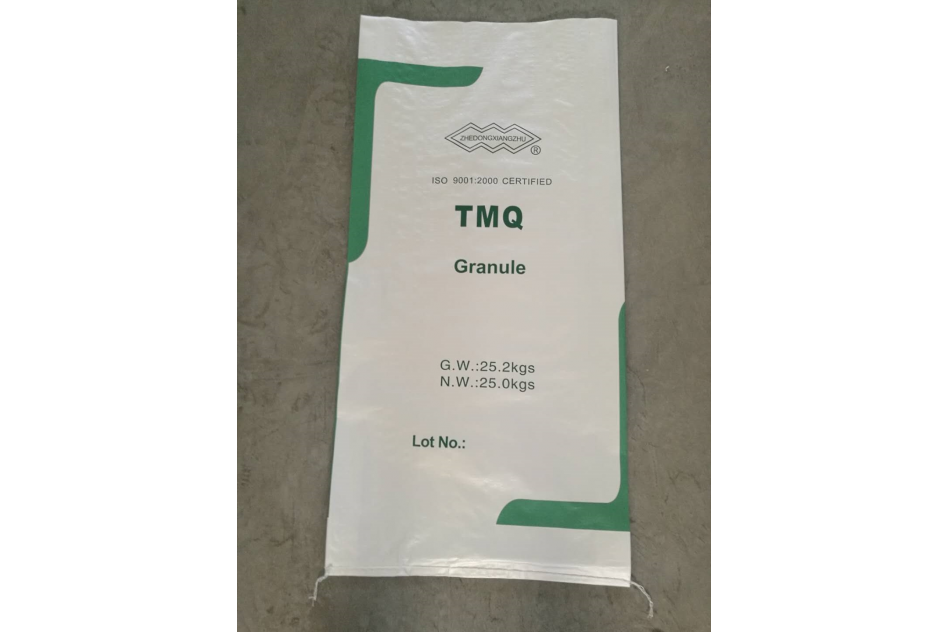 ZHEDONGXIANGZHU
®
ISO 9001:2000 CERTIFIED
TMQ
Granule
G.W.:25.2kgs
N.W.:25.0kgs
Lot No.: